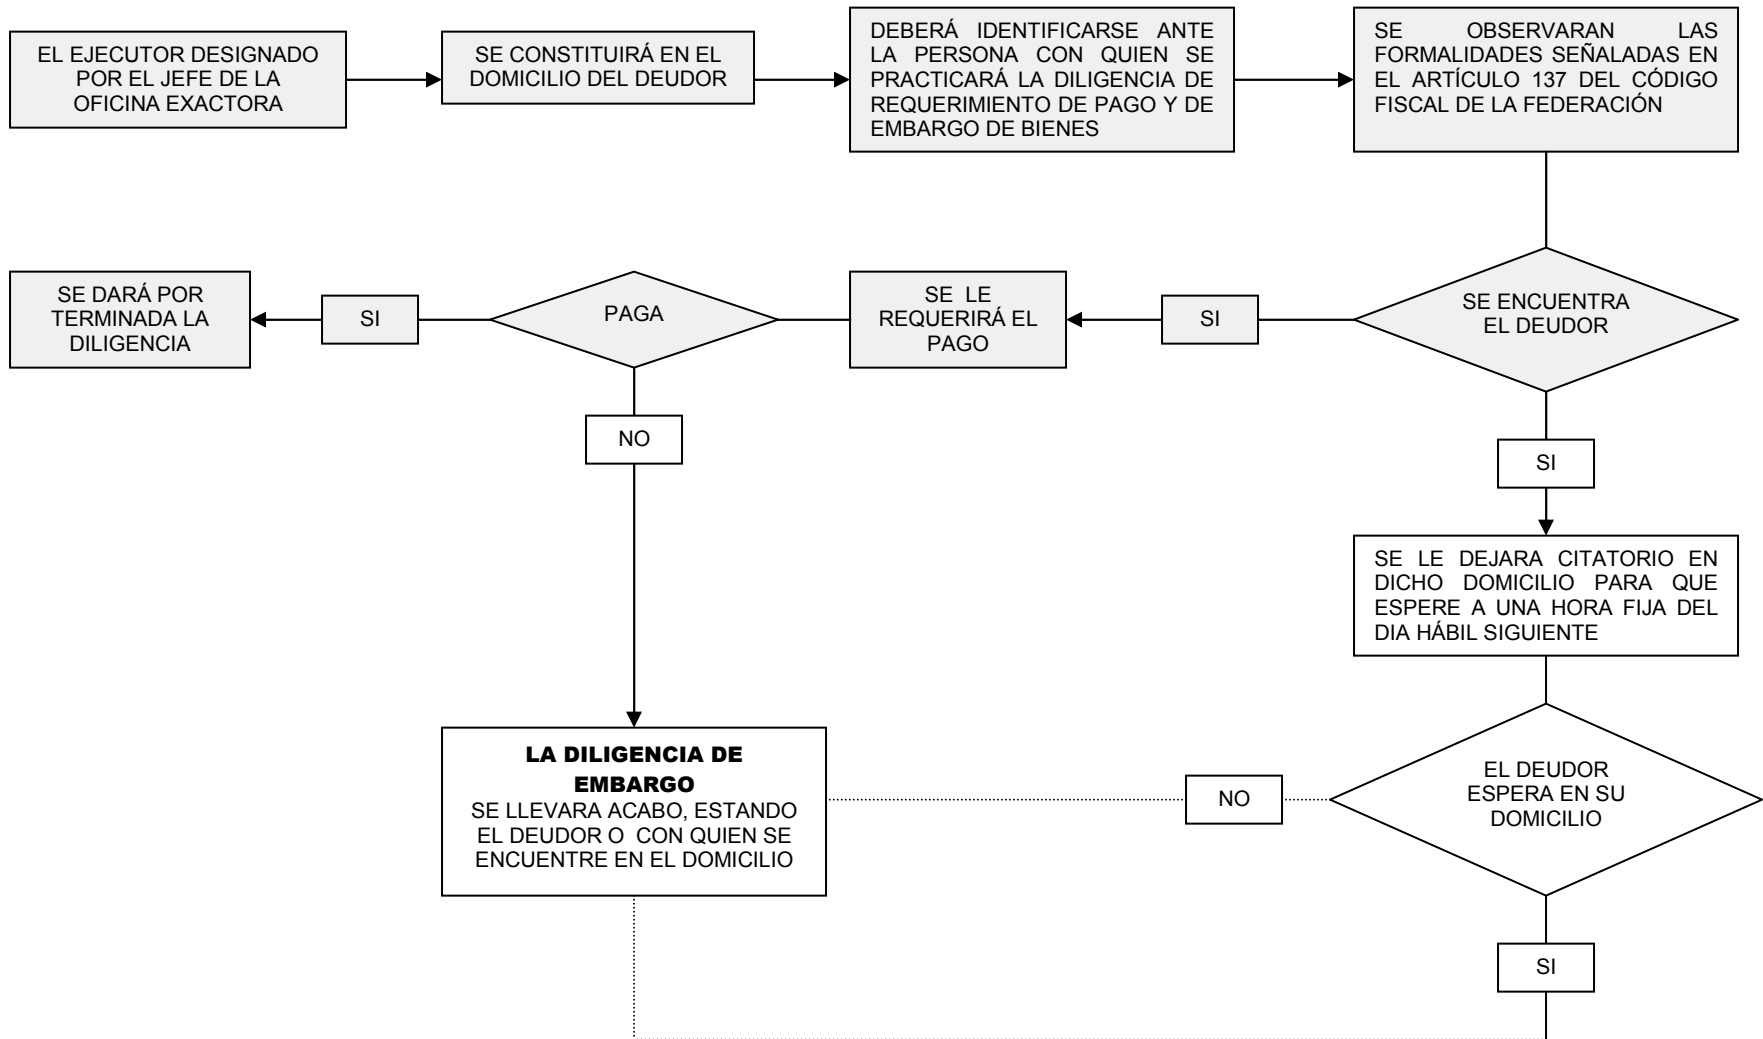 EL EJECUTOR DESIGNADO
POR EL JEFE DE LA
OFICINA EXACTORA
SE CONSTITUIRÁ EN EL
DOMICILIO DEL DEUDOR
DEBERÁ IDENTIFICARSE ANTE
LA PERSONA CON QUIEN SE
PRACTICARÁ LA DILIGENCIA DE
REQUERIMIENTO DE PAGO Y DE
EMBARGO DE BIENES
SE OBSERVARAN LAS
FORMALIDADES SEÑALADAS EN
EL ARTÍCULO 137 DEL CÓDIGO
FISCAL DE LA FEDERACIÓN
SE DARÁ POR
TERMINADA LA
DILIGENCIA
SI
PAGA
SE LE
REQUERIRÁ EL
PAGO
SI
SE ENCUENTRA
EL DEUDOR
NO
SI
SE LE DEJARA CITATORIO EN
DICHO DOMICILIO PARA QUE
ESPERE A UNA HORA FIJA DEL
DIA HÁBIL SIGUIENTE
LA DILIGENCIA DE
EMBARGO
SE LLEVARA ACABO, ESTANDO
EL DEUDOR O CON QUIEN SE
ENCUENTRE EN EL DOMICILIO
NO
EL DEUDOR
ESPERA EN SU
DOMICILIO
SI